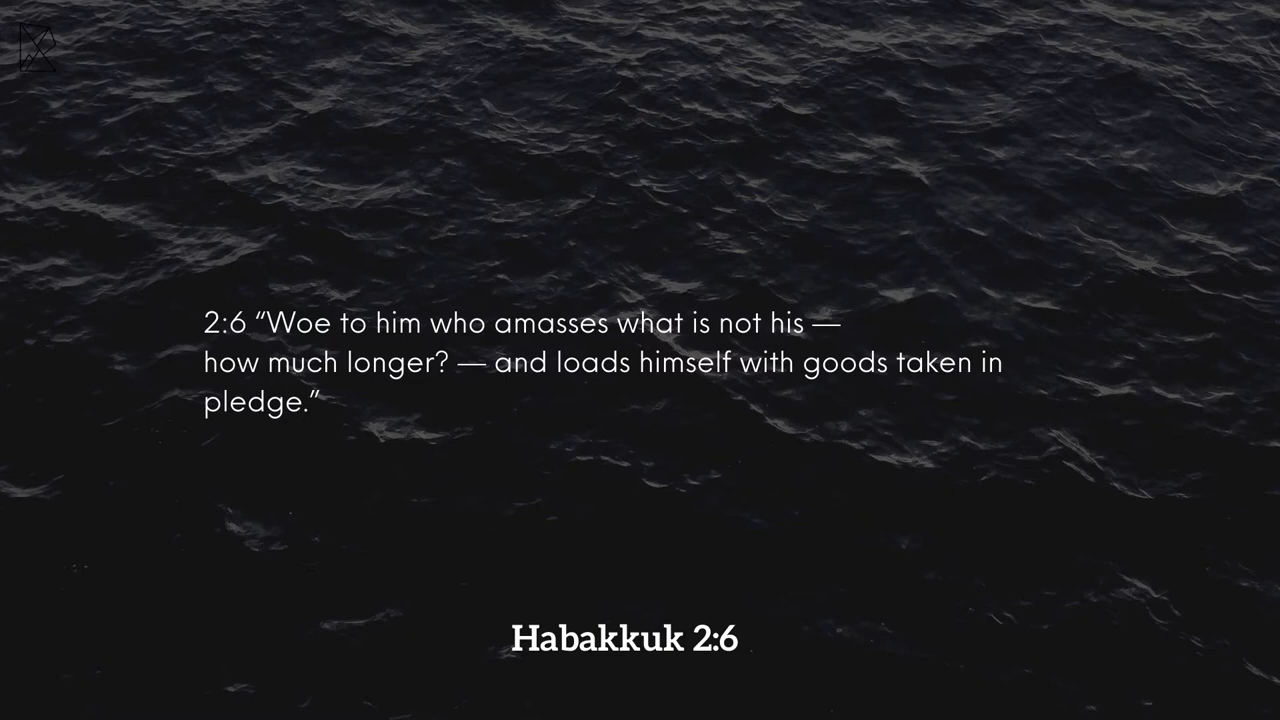 2:6 “Woe to him who amasses what is not his —
how much longer? — and loads himself with goods taken in
pledge.”
Habakkuk 2:6